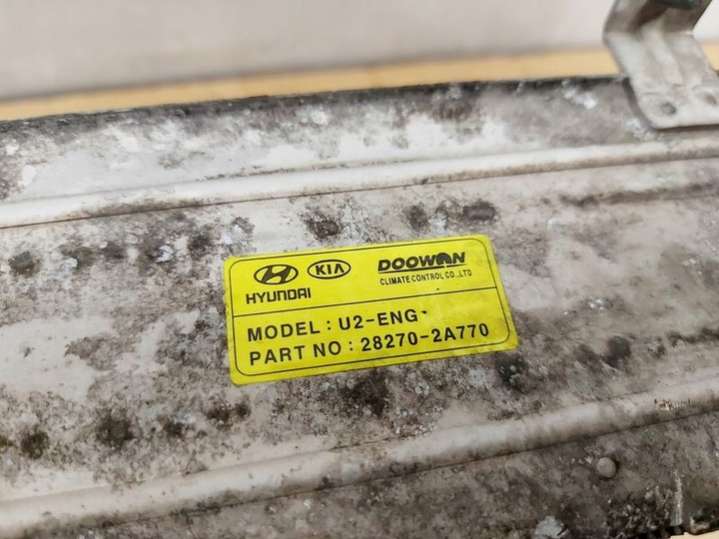 HYUNDAI KIA DOOWON
CLIMATE CONTROL CO.,LTD
MODEL : U2-ENG
PART NO : 28270-2A770